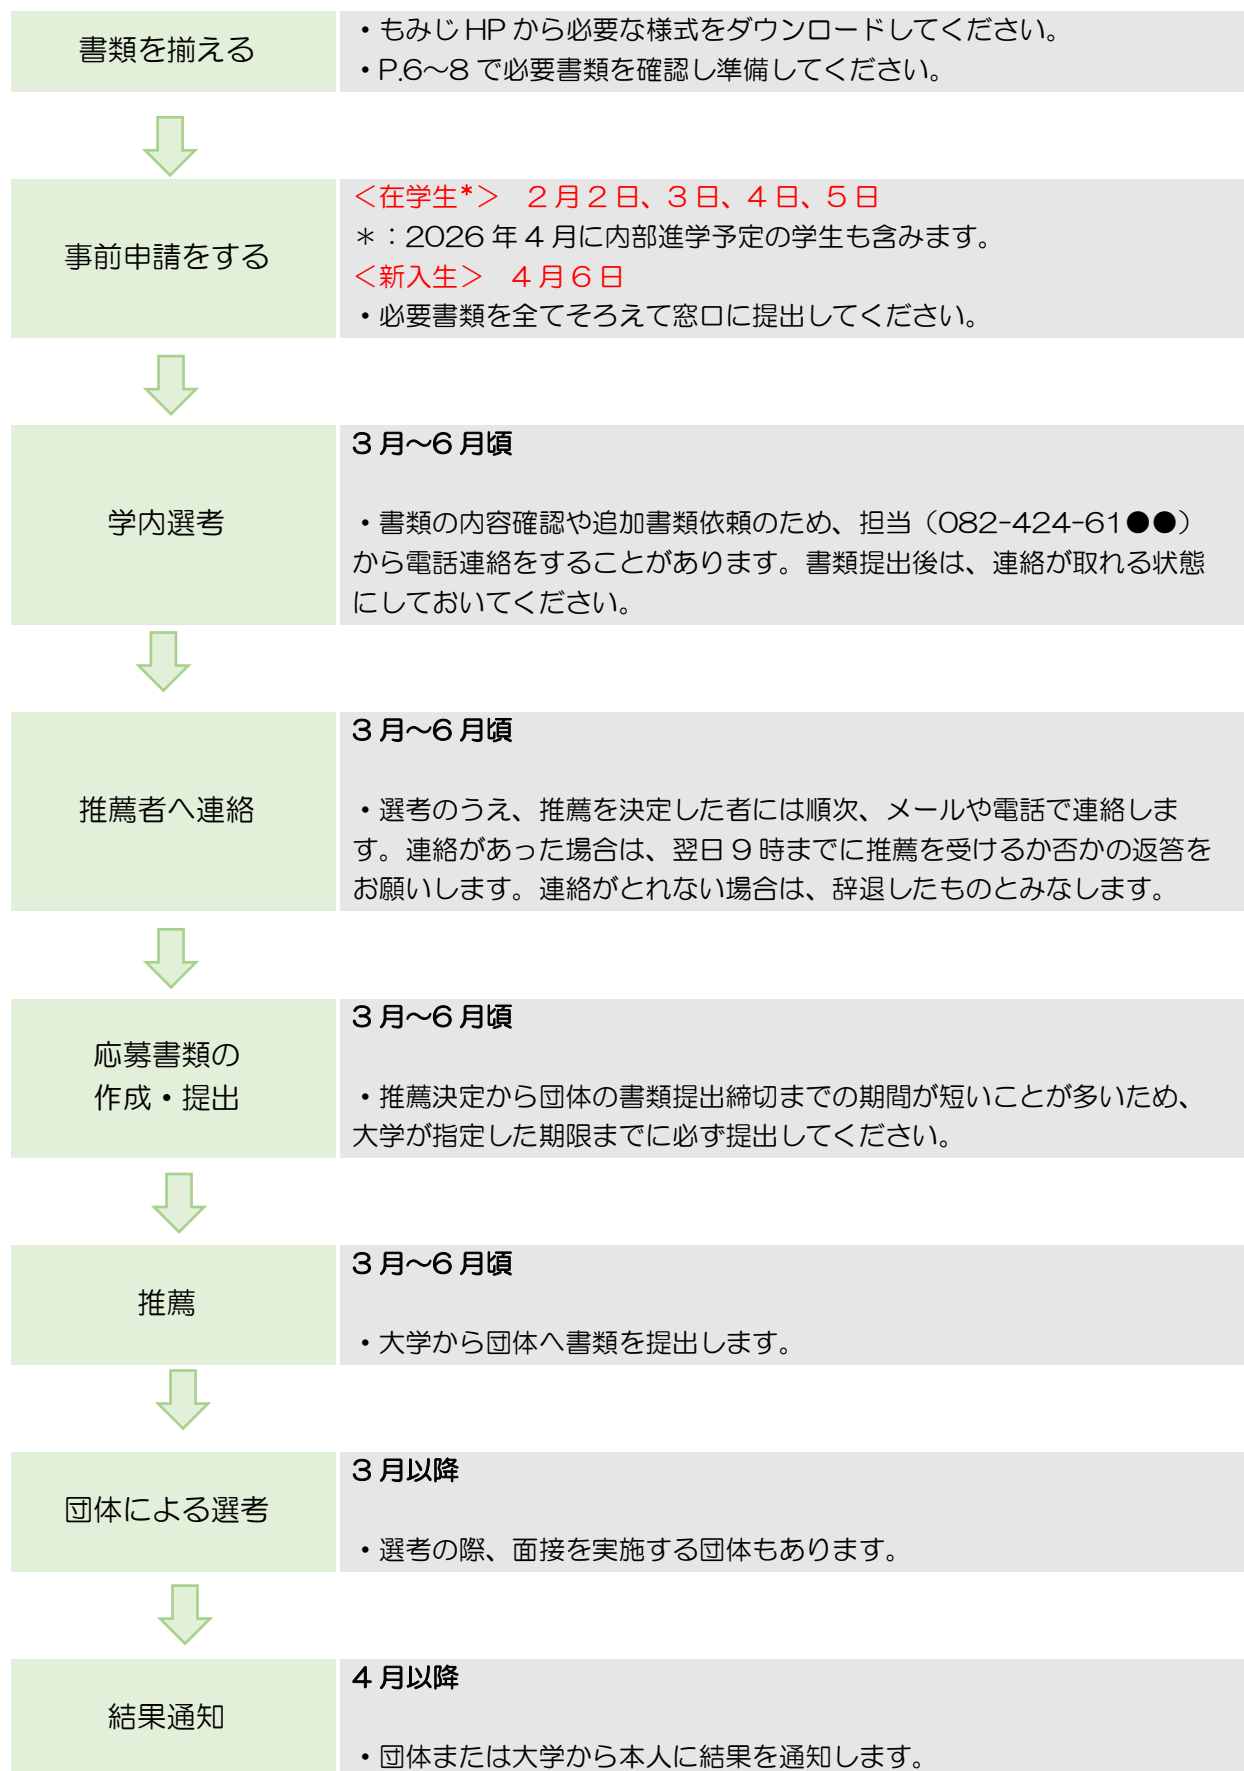 書類を揃える
・もみじ HP から必要な様式をダウンロードしてください。
・P.6～8 で必要書類を確認し準備してください。
事前申請をする
＜在学生*＞　2 月 2 日、3 日、4 日、5 日
＊：2026 年 4 月に内部進学予定の学生も含みます。
＜新入生＞　4 月 6 日
・必要書類を全てそろえて窓口に提出してください。
学内選考
3 月～6 月頃
・書類の内容確認や追加書類依頼のため、担当（082-424-61●●）
から電話連絡をすることがあります。書類提出後は、連絡が取れる状態
にしておいてください。
推薦者へ連絡
3 月～6 月頃
・選考のうえ、推薦を決定した者には順次、メールや電話で連絡しま
す。連絡があった場合は、翌日 9 時までに推薦を受けるか否かの返答を
お願いします。連絡がとれない場合は、辞退したものとみなします。
応募書類の
作成・提出
3 月～6 月頃
・推薦決定から団体の書類提出締切までの期間が短いことが多いため、
大学が指定した期限までに必ず提出してください。
推薦
3 月～6 月頃
・大学から団体へ書類を提出します。
団体による選考
3 月以降
・選考の際、面接を実施する団体もあります。
結果通知
4 月以降
・団体または大学から本人に結果を通知します。